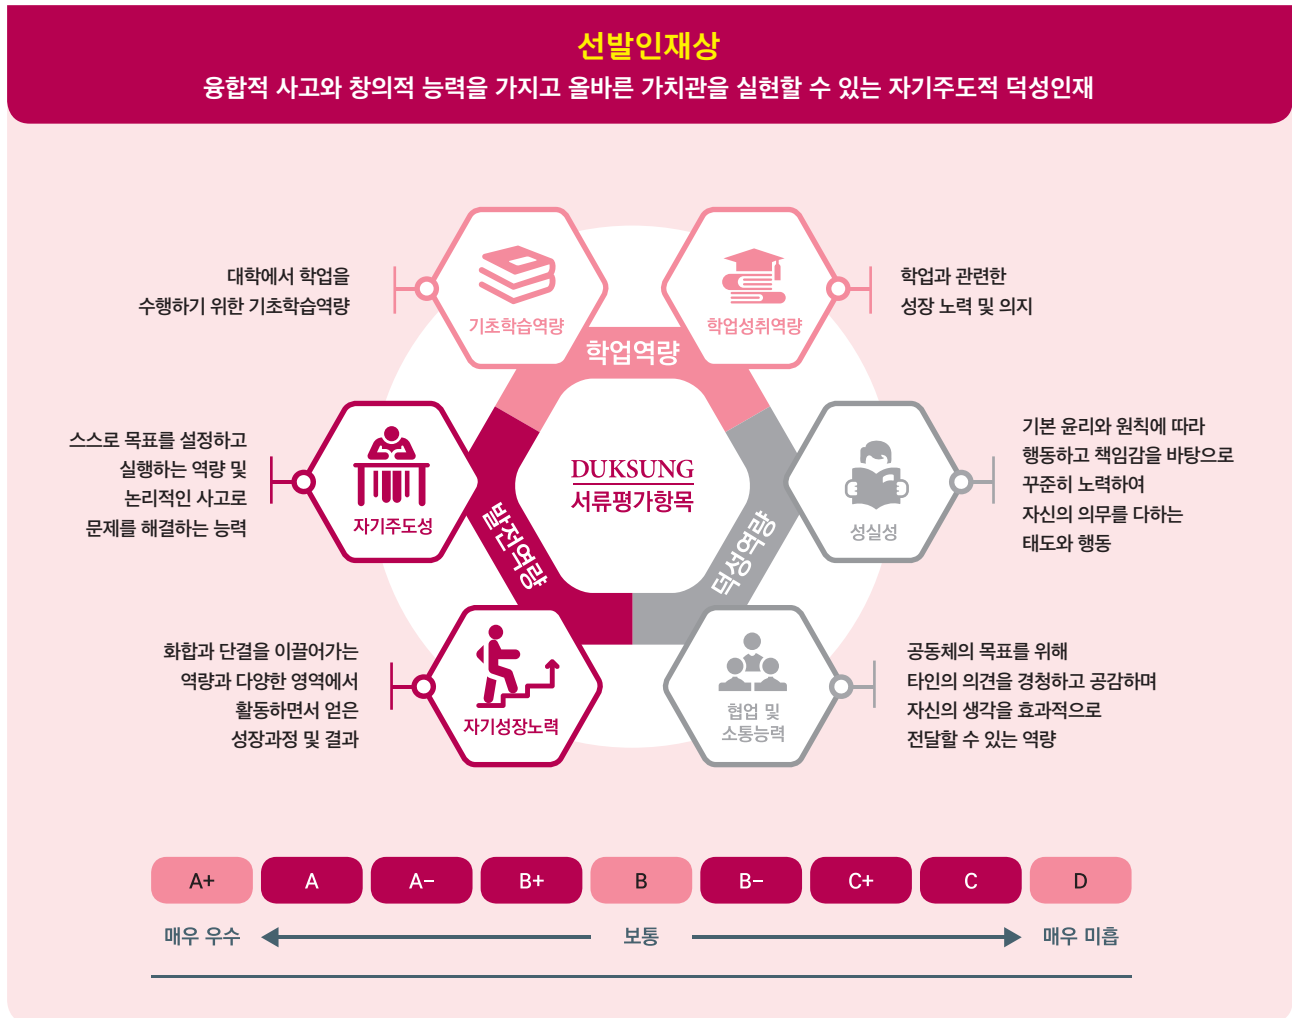 선발인재상
융합적 사고와 창의적 능력을 가지고 올바른 가치관을 실현할 수 있는 자기주도적 덕성인재
대학에서 학업을
수행하기 위한 기초학습역량
기초학습역량
학업성취역량
학업과 관련한
성장 노력 및 의지
학업역량
스스로 목표를 설정하고
실행하는 역량 및
논리적인 사고로
문제를 해결하는 능력
자기주도성
발전역량
DUKSUNG
서류평가항목
덕성역량
성실성
기본 윤리와 원칙에 따라
행동하고 책임감을 바탕으로
꾸준히 노력하여
자신의 의무를 다하는
태도와 행동
화합과 단결을 이끌어가는
역량과 다양한 영역에서
활동하면서 얻은
성장과정 및 결과
자기성장노력
협업 및
소통능력
공동체의 목표를 위해
타인의 의견을 경청하고 공감하며
자신의 생각을 효과적으로
전달할 수 있는 역량
A+ A A- B+ B B- C+ C D
매우 우수 보통 매우 미흡